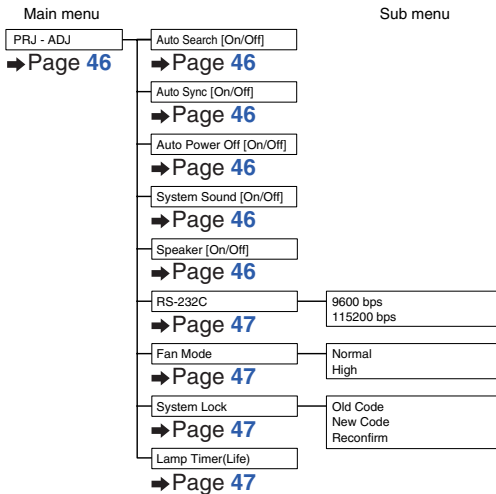 Main menu
Sub menu
PRJ - ADJ
➡Page 46
Auto Search [On/Off]
➡Page 46
Auto Sync [On/Off]
➡Page 46
Auto Power Off [On/Off]
➡Page 46
System Sound [On/Off]
➡Page 46
Speaker [On/Off]
➡Page 46
RS-232C
➡Page 47
9600 bps
115200 bps
Fan Mode
➡Page 47
Normal
High
System Lock
➡Page 47
Old Code
New Code
Reconfirm
Lamp Timer(Life)
➡Page 47